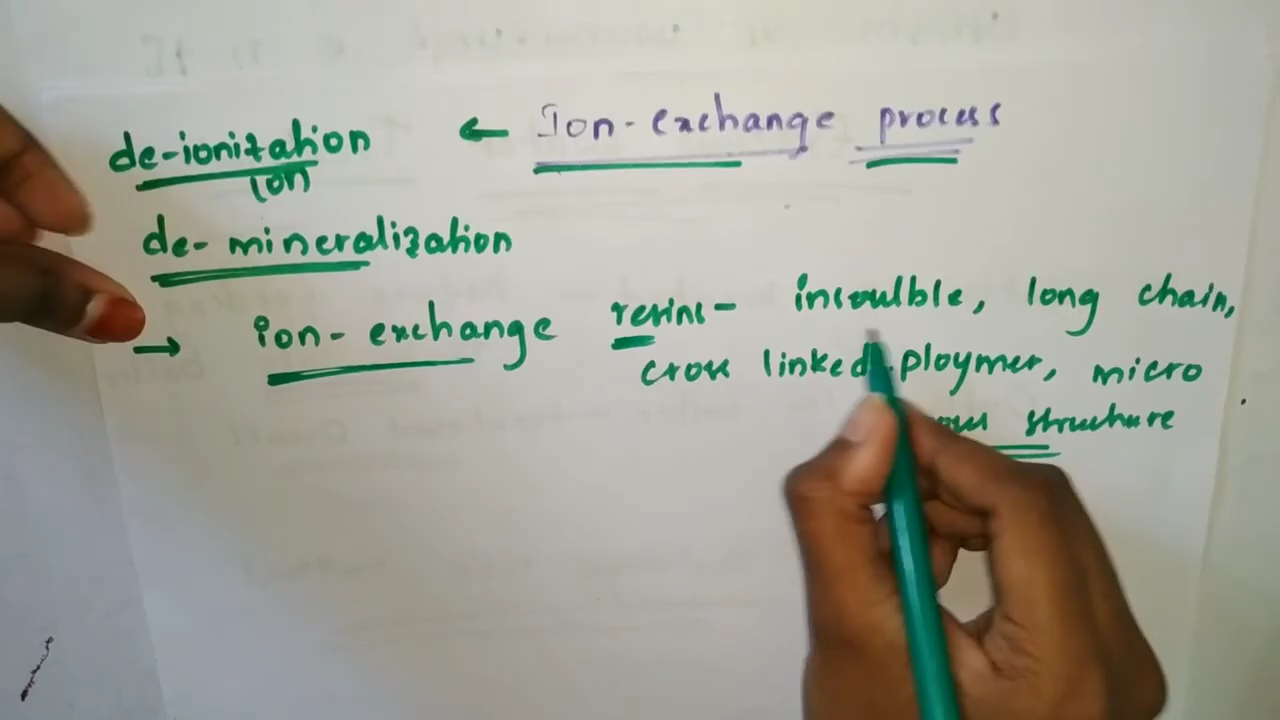 Ion-exchange process
de-ionization ←
(or)
de-mineralization
→ ion-exchange resins- insoulble, long chain,
cross linked ploymer, micro
structure